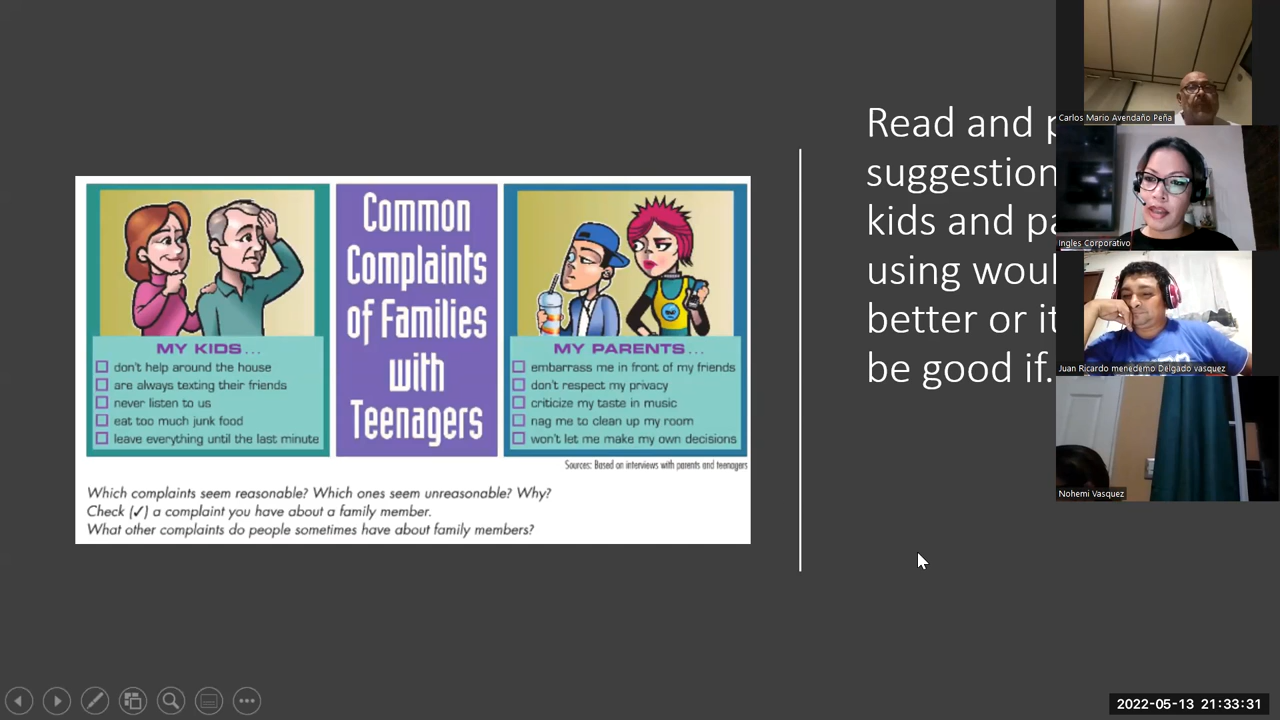 Common
Complaints
of Families
with
Teenagers
MY KIDS...
don't help around the house
are always texting their friends
never listen to us
eat too much junk food
leave everything until the last minute
MY PARENTS...
embarrass me in front of my friends
don't respect my privacy
criticize my taste in music
nag me to clean up my room
won't let me make my own decisions
Sources: Based on interviews with parents and teenagers
Which complaints seem reasonable? Which ones seem unreasonable? Why?
Check (✓) a complaint you have about a family member.
What other complaints do people sometimes have about family members?
Read and
suggestion
kids and
using
better or
be good if.
Carlos Mario Avendaño Peña
Ingles Corporativo
Juan Ricardo menedemo Delgado vasquez
Nohemi Vasquez
2022-05-13 21:33:31